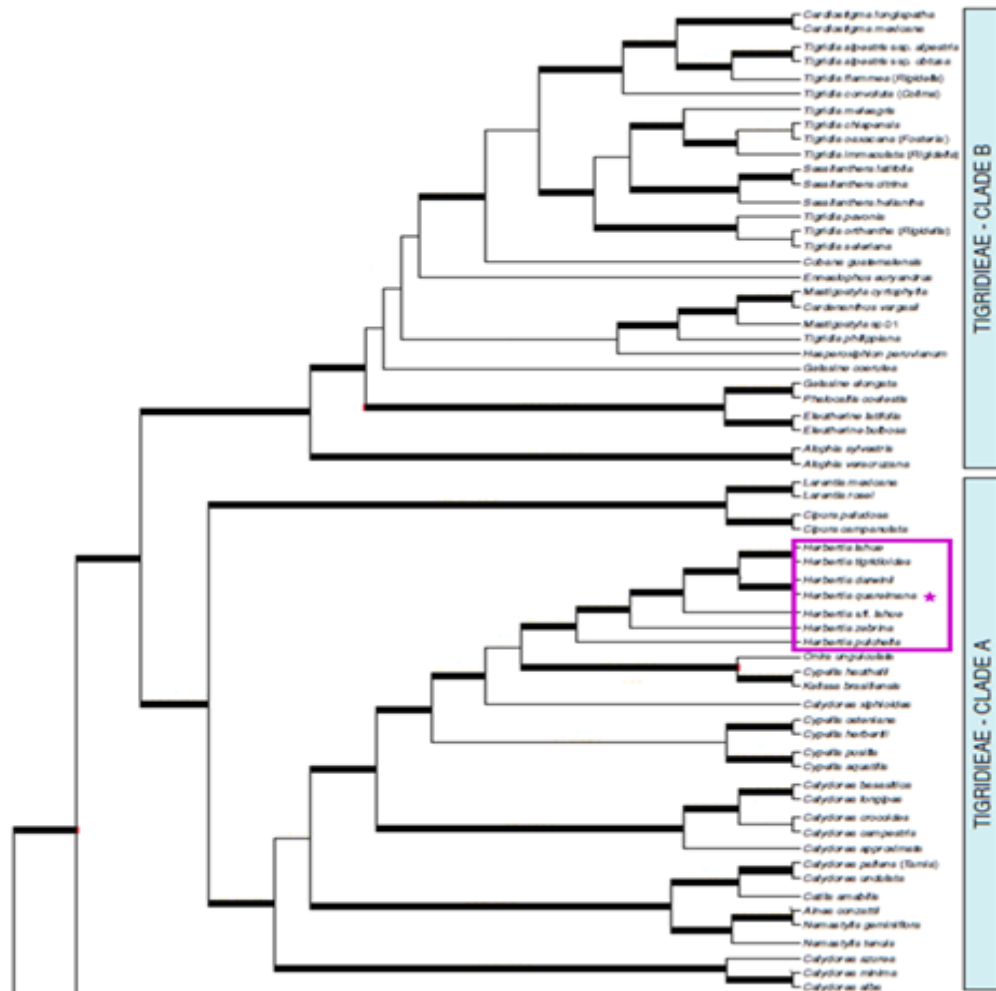 Cardiostigma longispatha
Cardiostigma mexicana
Tigridia alpestris ssp. alpestris
Tigridia alpestris ssp. obtusa
Tigridia flammea (Rigidella)
Tigridia convoluta (Colima)
Tigridia meleagris
Tigridia chiapensis
Tigridia oaxacana (Fosteria)
Tigridia immaculata (Rigidella)
Sessilanthera latifolia
Sessilanthera citrina
Sessilanthera heliantha
Tigridia pavonia
Tigridia orthantha (Rigidella)
Tigridia
Cobana guatemalensis
Ennealophus euryandrus
Mastigostyla cyrtophylla
Cardenanthus vargasii
Mastigostyla sp
Tigridia philippiana
Hesperoxiphion peruvianum
Gelasine coerulea
Gelasine elongata
Phalocallis coelestis
Eleutherine latifolia
Eleutherine bulbosa
Alophia sylvestris
Alophia veracruzana
TIGRIDIEAE - CLADE B
Larentia mexicana
Larentia rosei
Cipura paludosa
Cipura campanulata
Herbertia lahue
Herbertia tigridioides
Herbertia darwinii
Herbertia quareimana
Herbertia aff. lahue
Herbertia zebrina
Herbertia pulchella
Onira unguiculata
Cypella hauthalii
Kelissa brasiliensis
Calydorea xiphioides
Cypella osteniana
Cypella herbertii
Cypella pusilla
Cypella aquatilis
Calydorea basaltica
Calydorea longipes
Calydorea crocoides
Calydorea campestris
Calydorea approximata
Calydorea pallens (Tamia)
Calydorea undulata
Catila amabilis
Ainea conzattii
Nemastylis geminiflora
Nemastylis tenuis
Calydorea azurea
Calydorea minima
Calydorea alba
TIGRIDIEAE - CLADE A